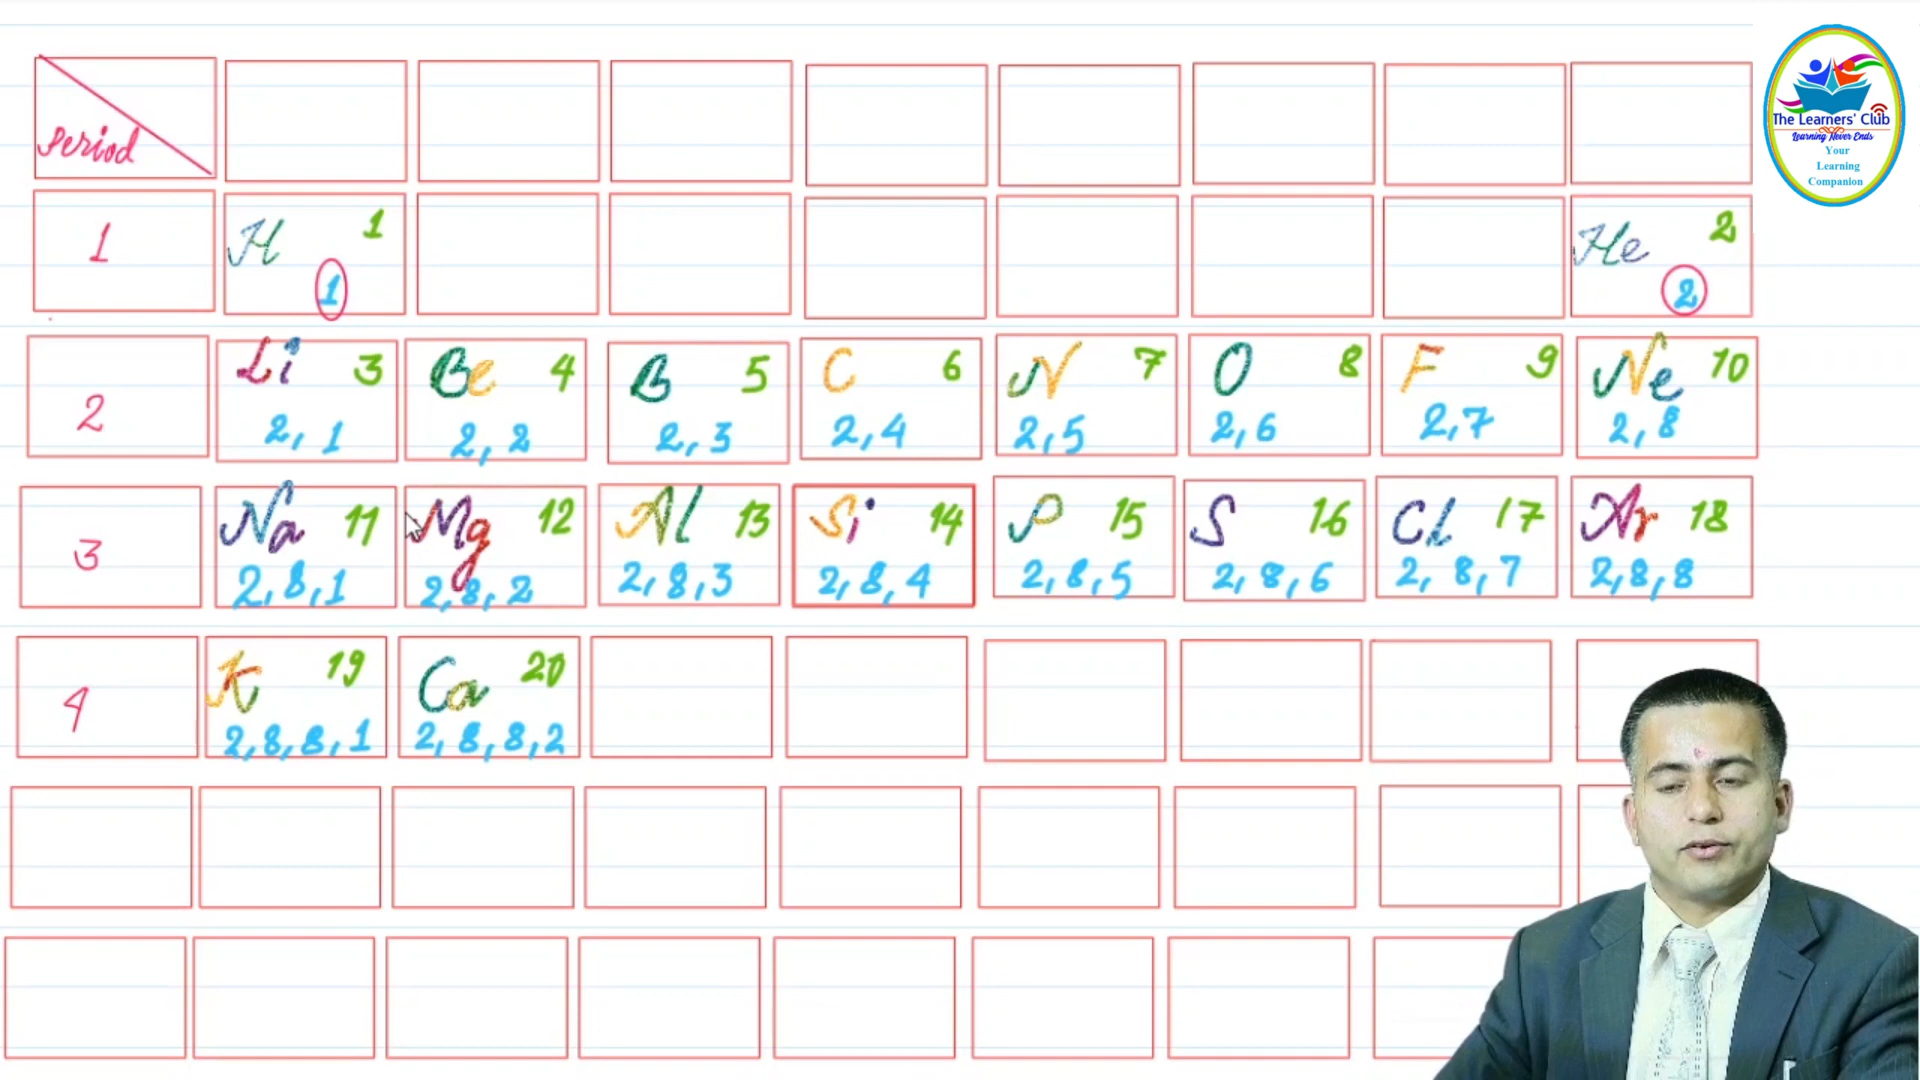 The Learners' Club
Learning Never Ends
Your
Learning
Companion
Period
1 H 1 1 He 2 2
2 Li 3 Be 4 B 5 C 6 N 7 O 8 F 9 Ne 10
2, 1 2, 2 2, 3 2, 4 2, 5 2, 6 2, 7 2, 8
3 Na 11 Mg 12 Al 13 Si 14 P 15 S 16 Cl 17 Ar 18
2, 8, 1 2, 8, 2 2, 8, 3 2, 8, 4 2, 8, 5 2, 8, 6 2, 8, 7 2, 8, 8
4 K 19 Ca 20
2, 8, 8, 1 2, 8, 8, 2